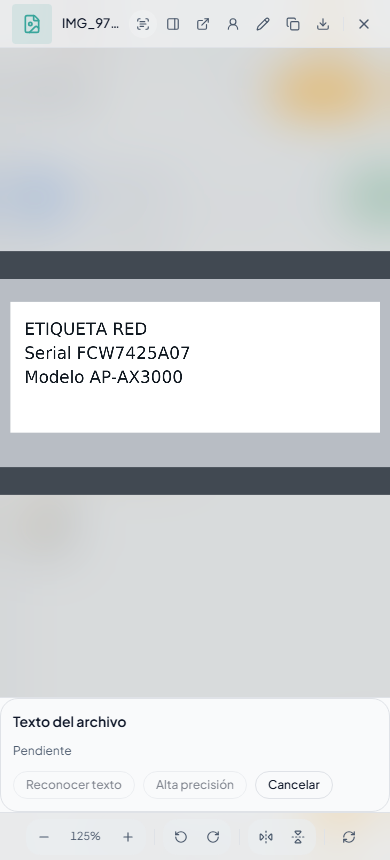 IMG_97...
ETIQUETA RED
Serial FCW7425A07
Modelo AP-AX3000
Texto del archivo
Pendiente
Reconocer texto
Alta precisión
Cancelar
125%